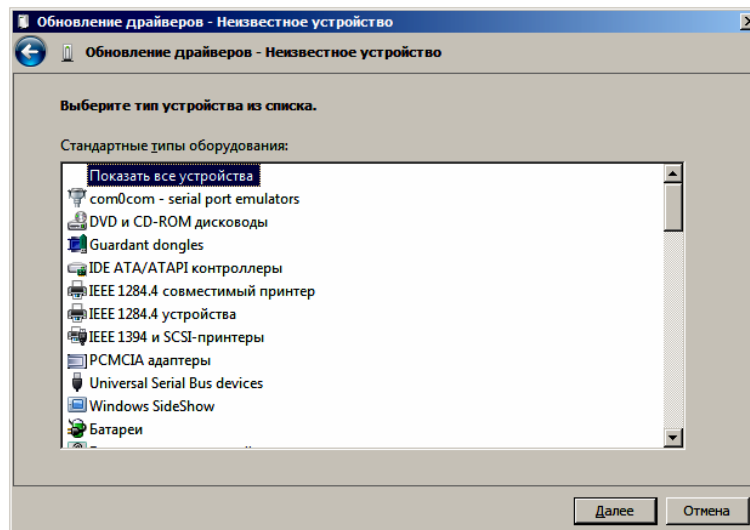 Обновление драйверов - Неизвестное устройство
Обновление драйверов - Неизвестное устройство
Выберите тип устройства из списка.
Стандартные типы оборудования:
Показать все устройства
com0com - serial port emulators
DVD и CD-ROM дисководы
Guardant dongles
IDE ATA/ATAPI контроллеры
IEEE 1284.4 совместимый принтер
IEEE 1284.4 устройства
IEEE 1394 и SCSI-принтеры
PCMCIA адаптеры
Universal Serial Bus devices
Windows SideShow
Батареи
Далее
Отмена